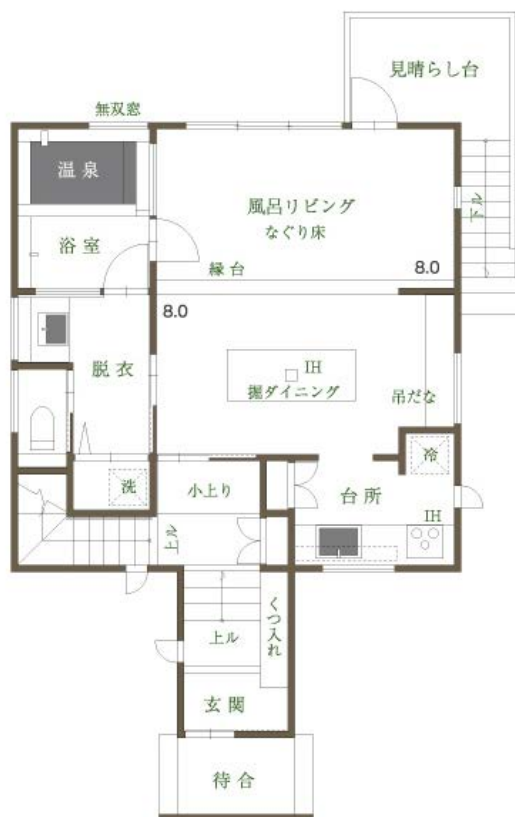 見晴らし台
無双窓
温泉
風呂リビング
なぐり床
下ル
浴室
縁台
8.0
8.0
脱衣
IH
掘ダイニング
吊だな
洗
小上り
冷
台所
IH
上ル
上ル
くつ入れ
玄関
待合